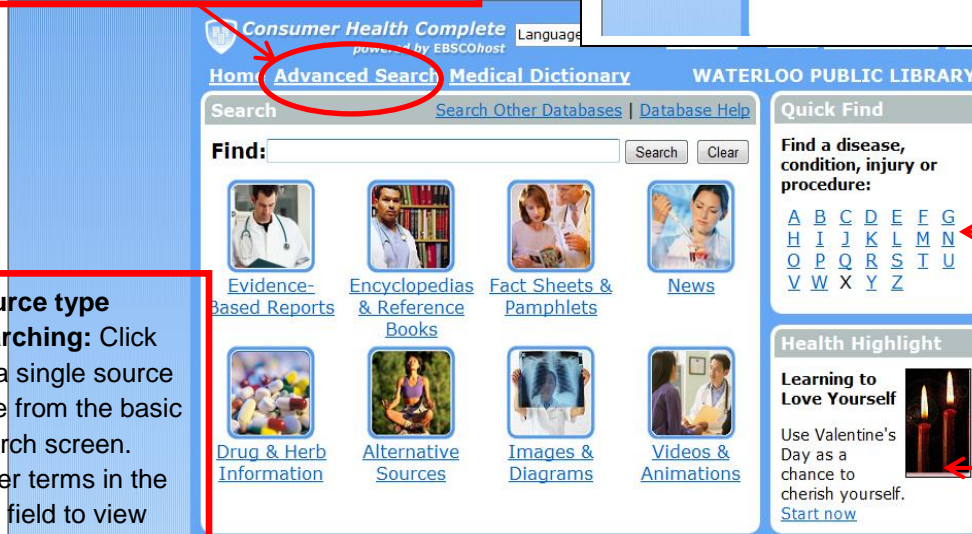 Consumer Health Complete
powered by EBSCOhost
Language
Home Advanced Search Medical Dictionary
WATERLOO PUBLIC LIBRARY
Search
Search Other Databases | Database Help
Find:
Search
Clear
Evidence-
Based Reports
Encyclopedias
& Reference
Books
Fact Sheets &
Pamphlets
News
Drug & Herb
Information
Alternative
Sources
Images &
Diagrams
Videos &
Animations
Quick Find
Find a disease,
condition, injury or
procedure:
A B C D E F G
H I J K L M N
O P Q R S T U
V W X Y Z
Health Highlight
Learning to
Love Yourself
Use Valentine's
Day as a
chance to
cherish yourself.
Start now
type
Click
a single source
from the basic
screen.
terms in the
field to view